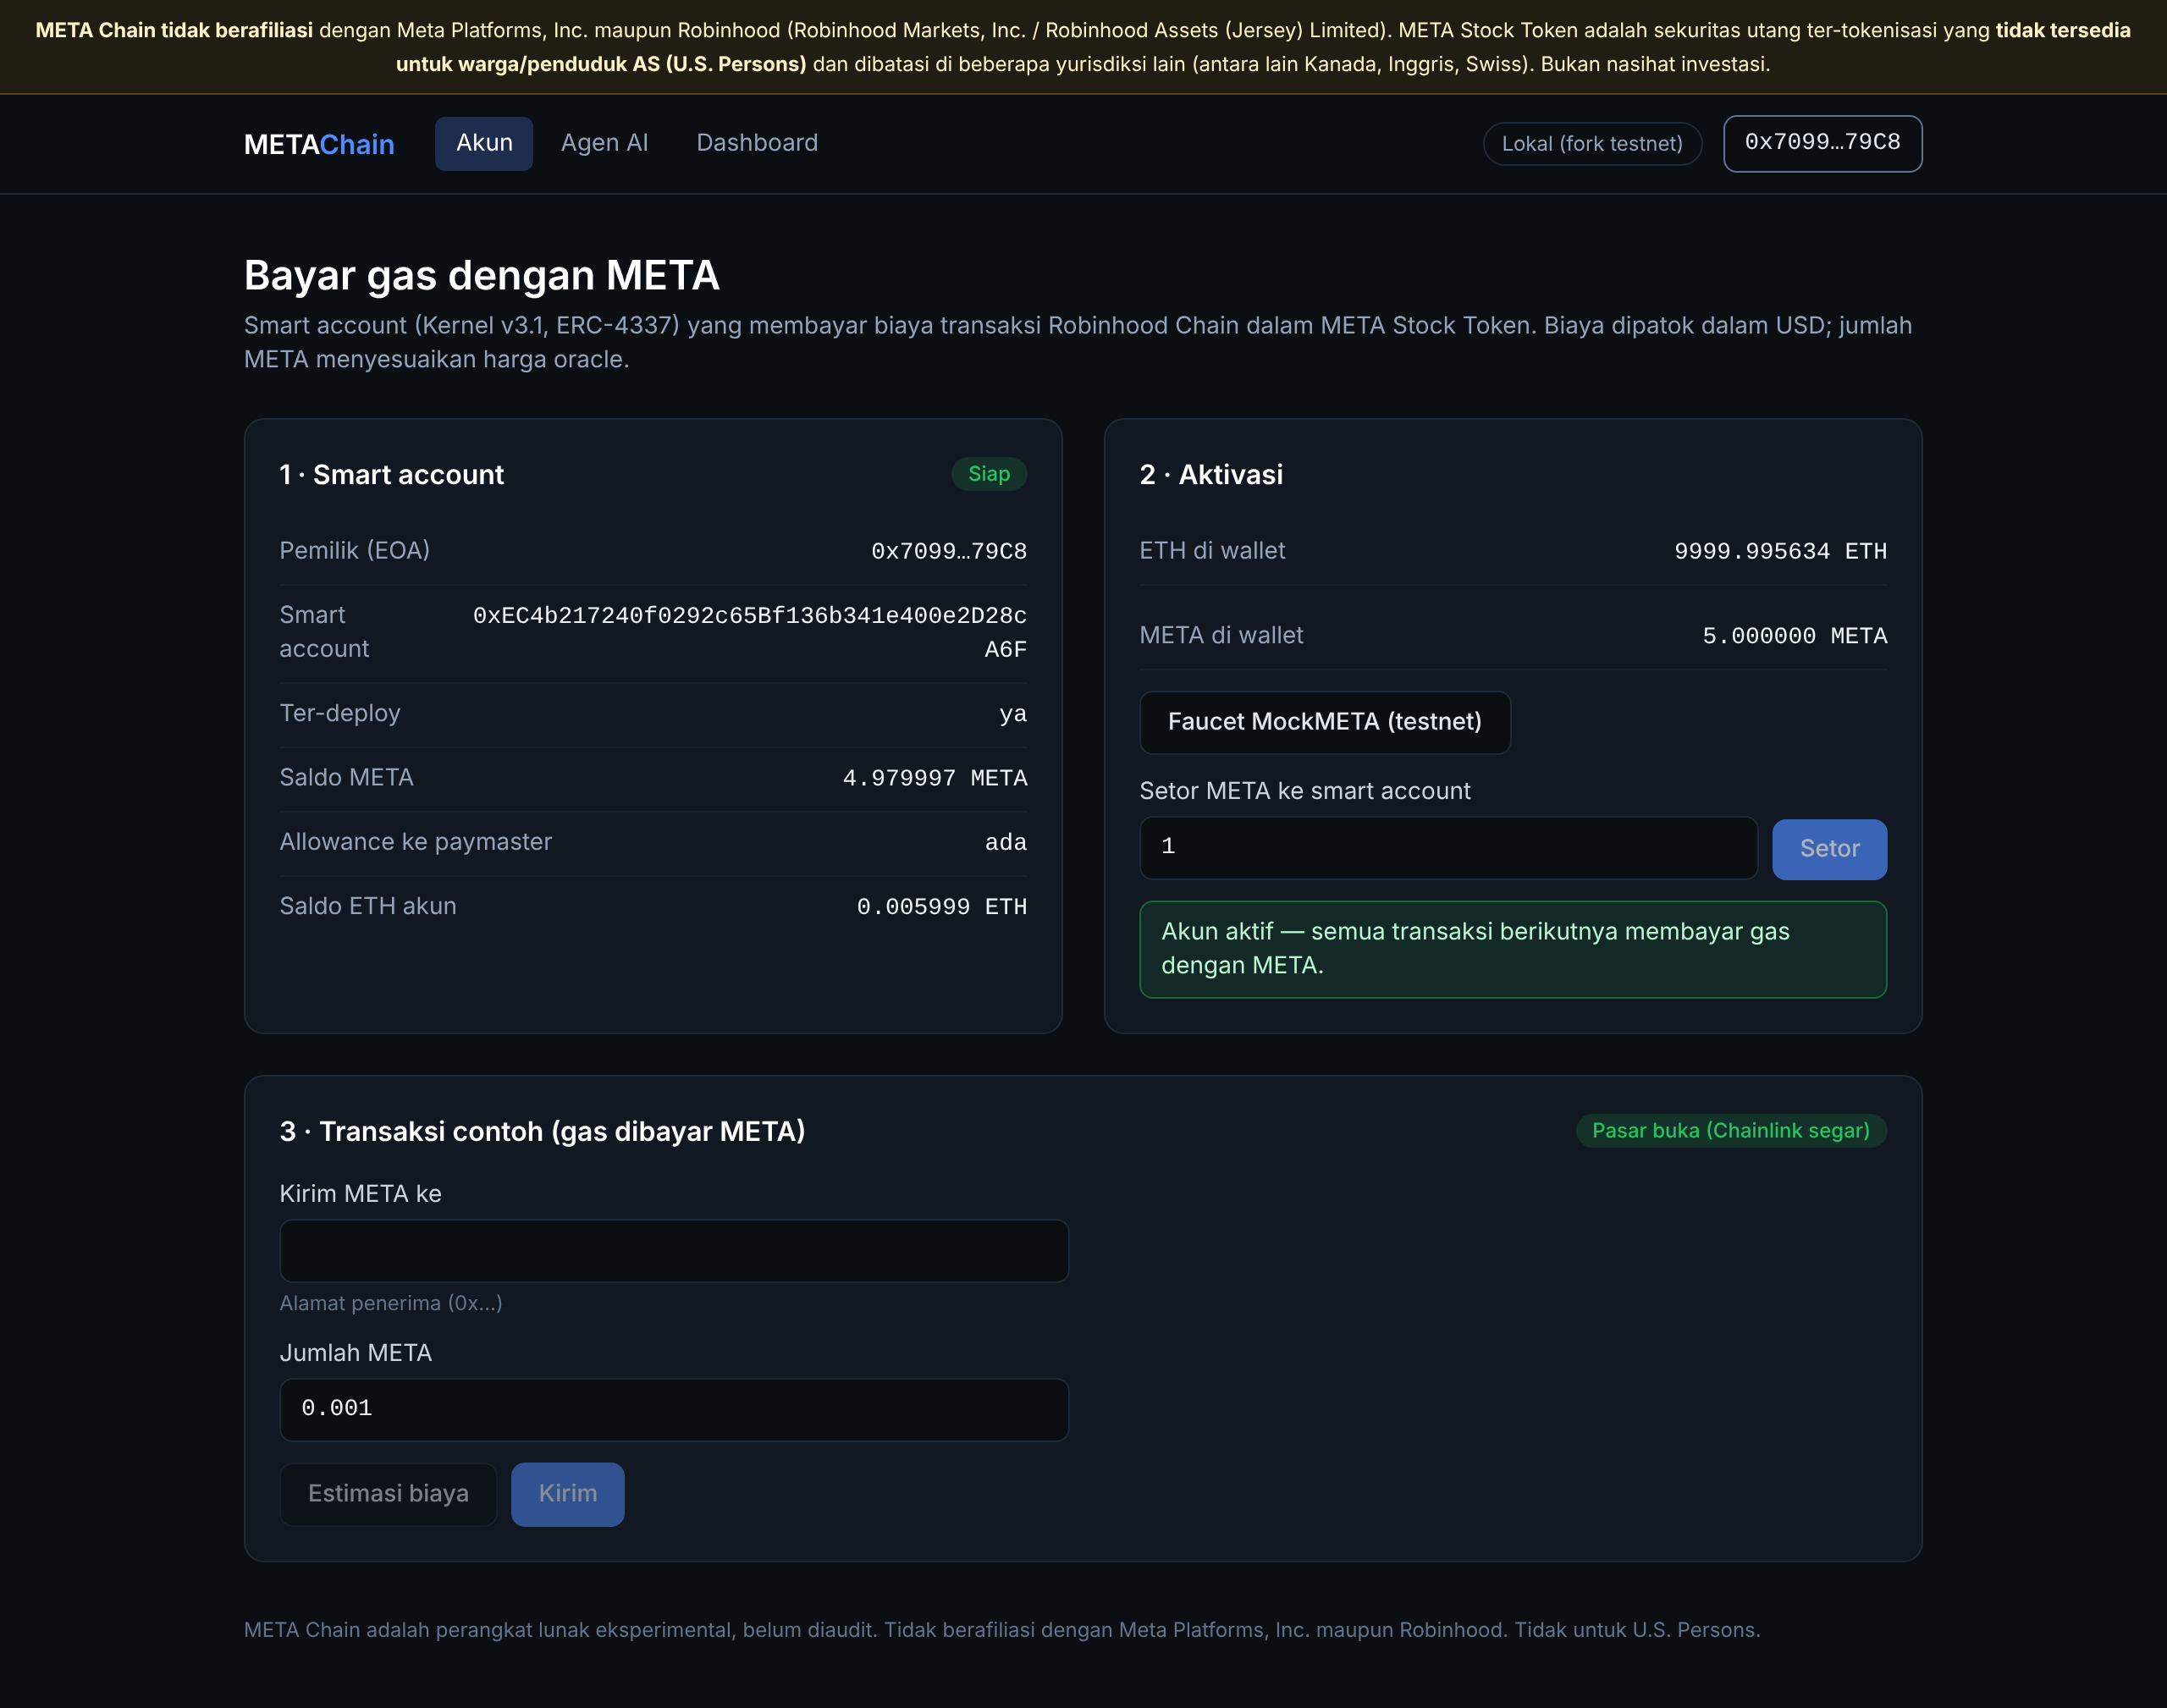 META Chain tidak berafiliasi dengan Meta Platforms, Inc. maupun Robinhood (Robinhood Markets, Inc. / Robinhood Assets (Jersey) Limited). META Stock Token adalah sekuritas utang ter-tokenisasi yang tidak tersedia
untuk warga/penduduk AS (U.S. Persons) dan dibatasi di beberapa yurisdiksi lain (antara lain Kanada, Inggris, Swiss). Bukan nasihat investasi.
METAChain Akun Agen AI Dashboard Lokal (fork testnet) 0x7099…79C8
Bayar gas dengan META
Smart account (Kernel v3.1, ERC-4337) yang membayar biaya transaksi Robinhood Chain dalam META Stock Token. Biaya dipatok dalam USD; jumlah
META menyesuaikan harga oracle.
1 · Smart account Siap
Pemilik (EOA) 0x7099…79C8
Smart account 0xEC4b217240f0292c65Bf136b341e400e2D28c
A6F
Ter-deploy ya
Saldo META 4.979997 META
Allowance ke paymaster ada
Saldo ETH akun 0.005999 ETH
2 · Aktivasi
ETH di wallet 9999.995634 ETH
META di wallet 5.000000 META
Faucet MockMETA (testnet)
Setor META ke smart account
1 Setor
Akun aktif — semua transaksi berikutnya membayar gas
dengan META.
3 · Transaksi contoh (gas dibayar META) Pasar buka (Chainlink segar)
Kirim META ke
Alamat penerima (0x…)
Jumlah META
0.001
Estimasi biaya Kirim
META Chain adalah perangkat lunak eksperimental, belum diaudit. Tidak berafiliasi dengan Meta Platforms, Inc. maupun Robinhood. Tidak untuk U.S. Persons.